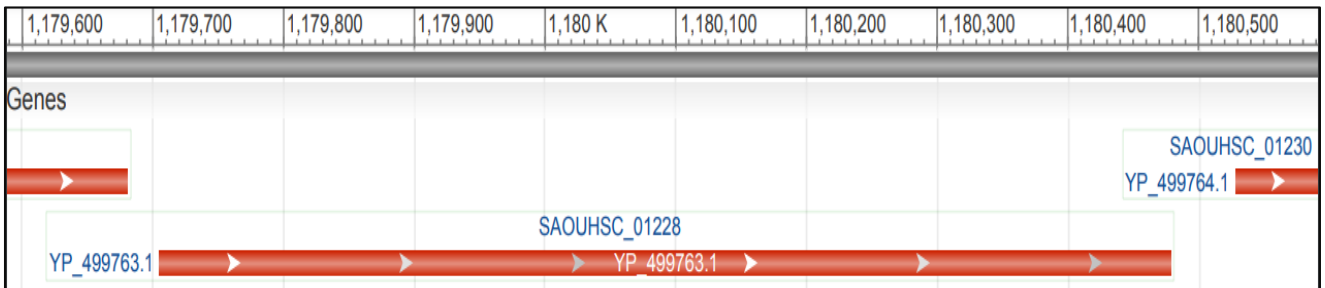 1,179,600 1,179,700 1,179,800 1,179,900 1,180 K 1,180,100 1,180,200 1,180,300 1,180,400 1,180,500
Genes
SAOUHSC_01230
YP_499764.1
SAOUHSC_01228
YP_499763.1 YP_499763.1